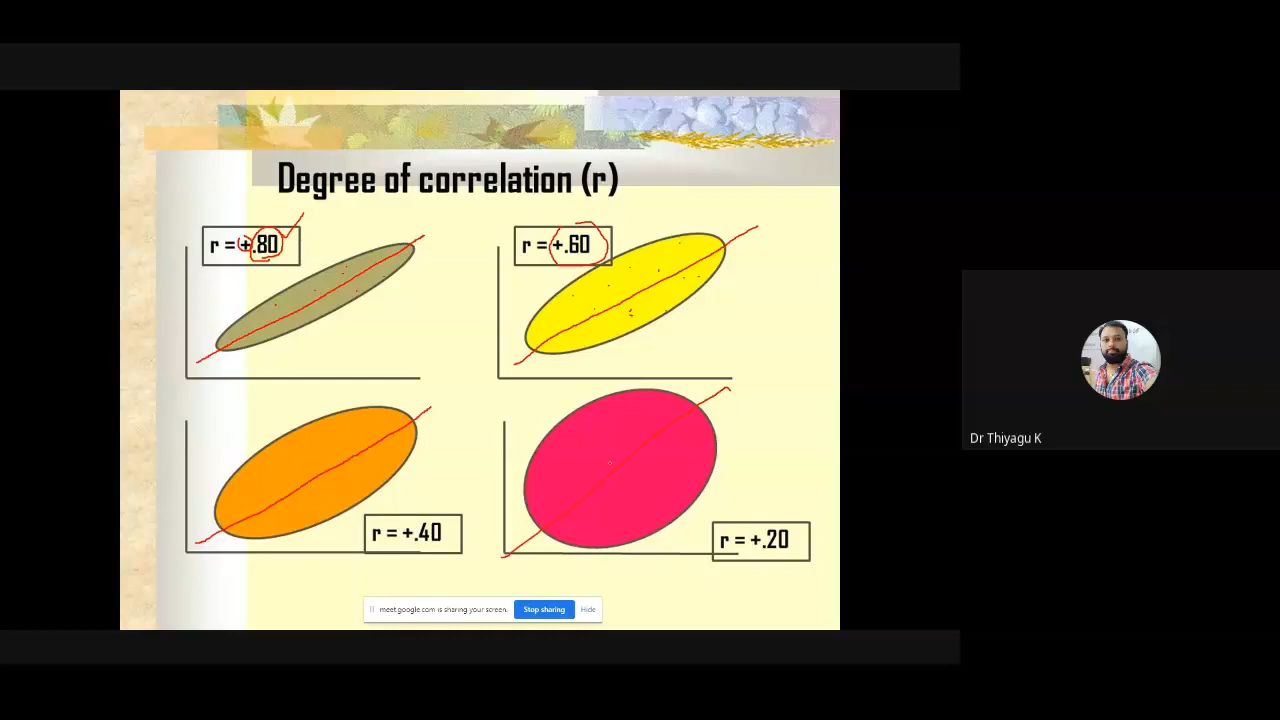 Degree of correlation (r)
r = +.80
r = +.60
r = +.40
r = +.20
meet.google.com is sharing your screen.
Stop sharing
Hide
Dr Thiyagu K